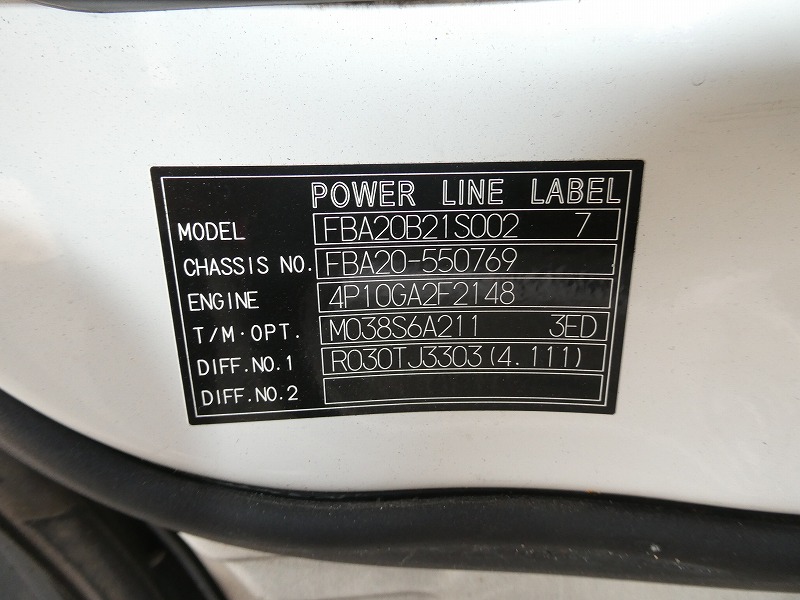 POWER LINE LABEL
MODEL FBA20B21S002 7
CHASSIS NO. FBA20-550769
ENGINE 4P10GA2F2148
T/M·OPT. M038S6A211 3ED
DIFF.NO.1 R030TJ3303(4.111)
DIFF.NO.2